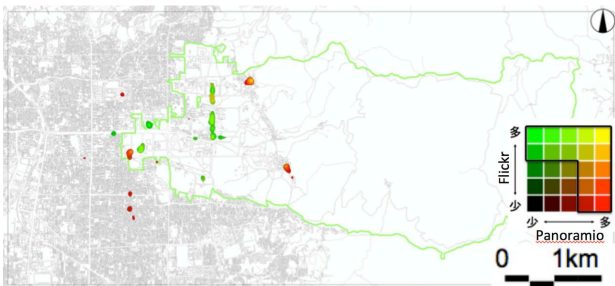 多
Flickr
少
少 多
Panoramio
0 1km